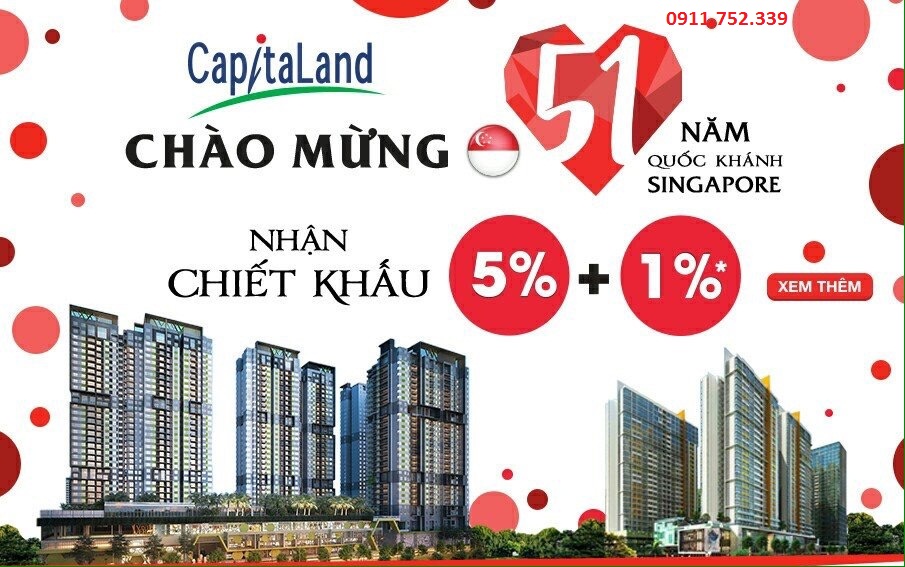 0911.752.339
CapitaLand
CHÀO MỪNG
51
NĂM
QUỐC KHÁNH
SINGAPORE
NHẬN
CHIẾT KHẤU
5% + 1%*
XEM THÊM